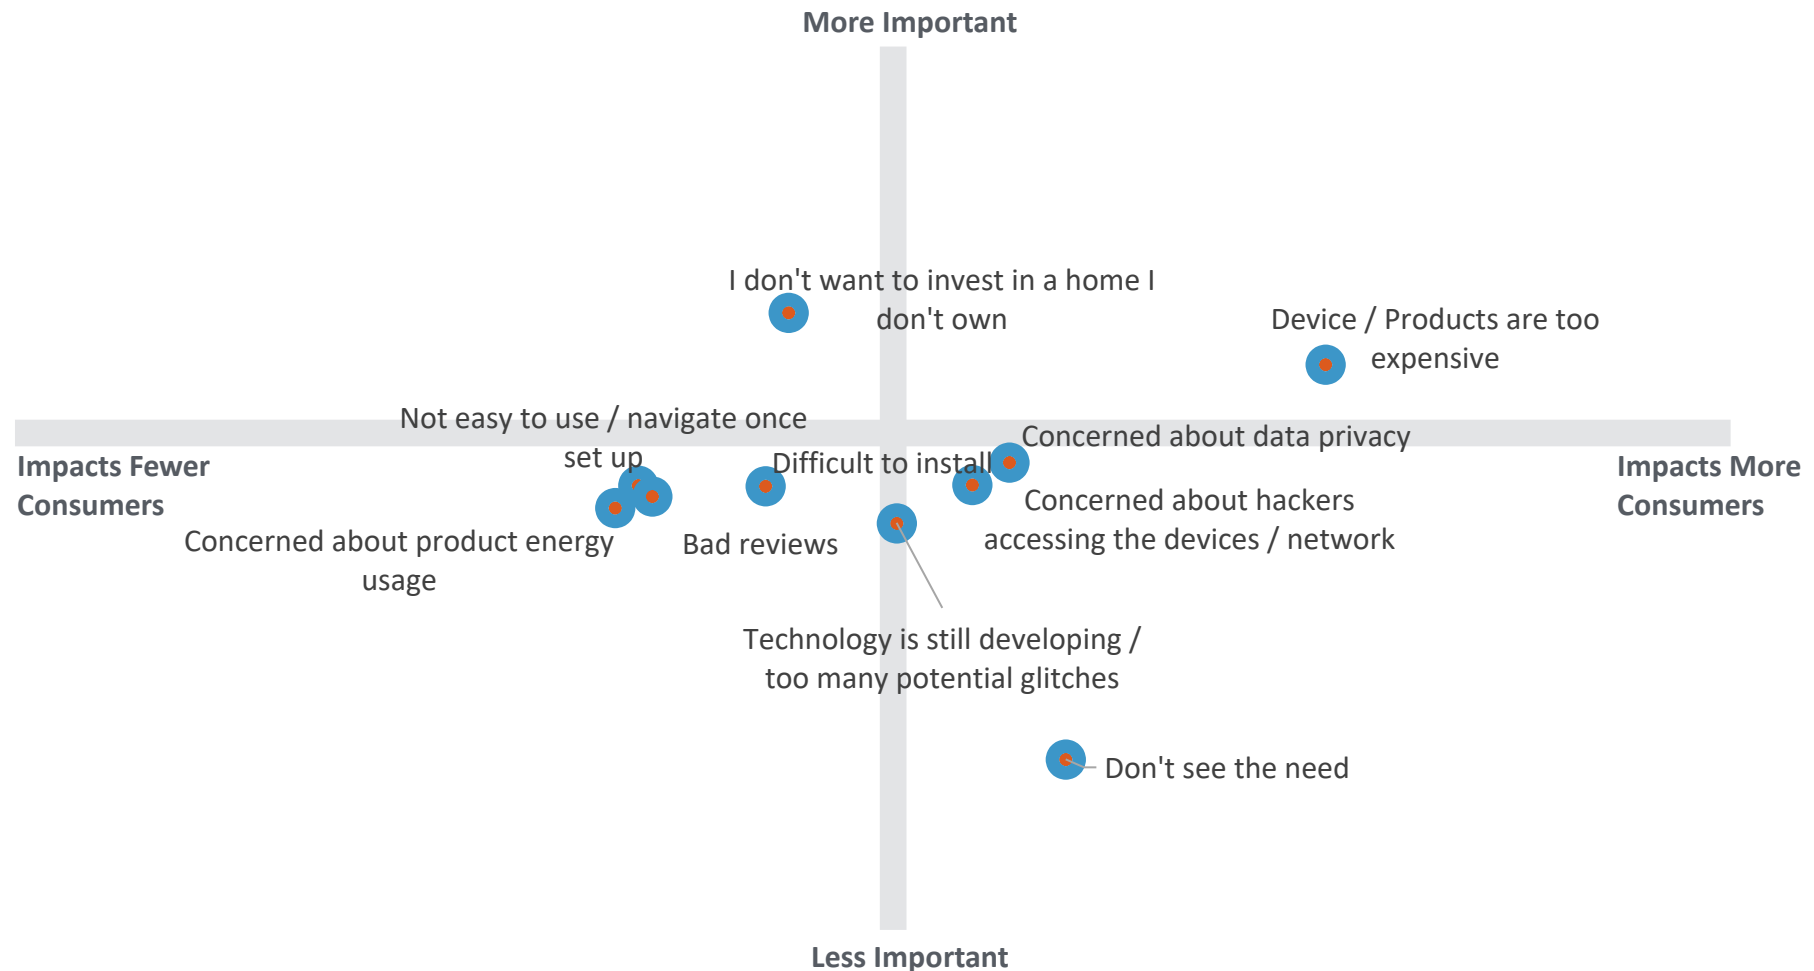 More Important
I don't want to invest in a home I
don't own
Device / Products are too
expensive
Not easy to use / navigate once
set up
Concerned about data privacy
Difficult to install
Impacts Fewer
Consumers
Impacts More
Consumers
Concerned about hackers
accessing the devices / network
Concerned about product energy
usage
Bad reviews
Technology is still developing /
too many potential glitches
Don't see the need
Less Important